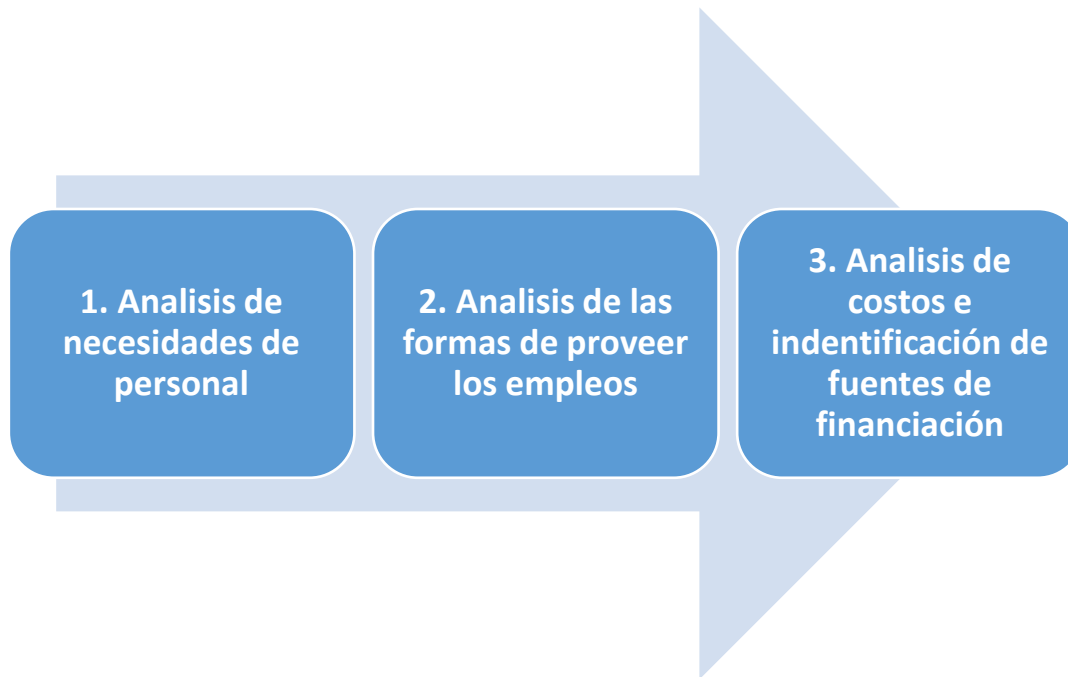 1. Analisis de
necesidades de
personal
2. Analisis de las
formas de proveer
los empleos
3. Analisis de
costos e
indentificación de
fuentes de
financiación